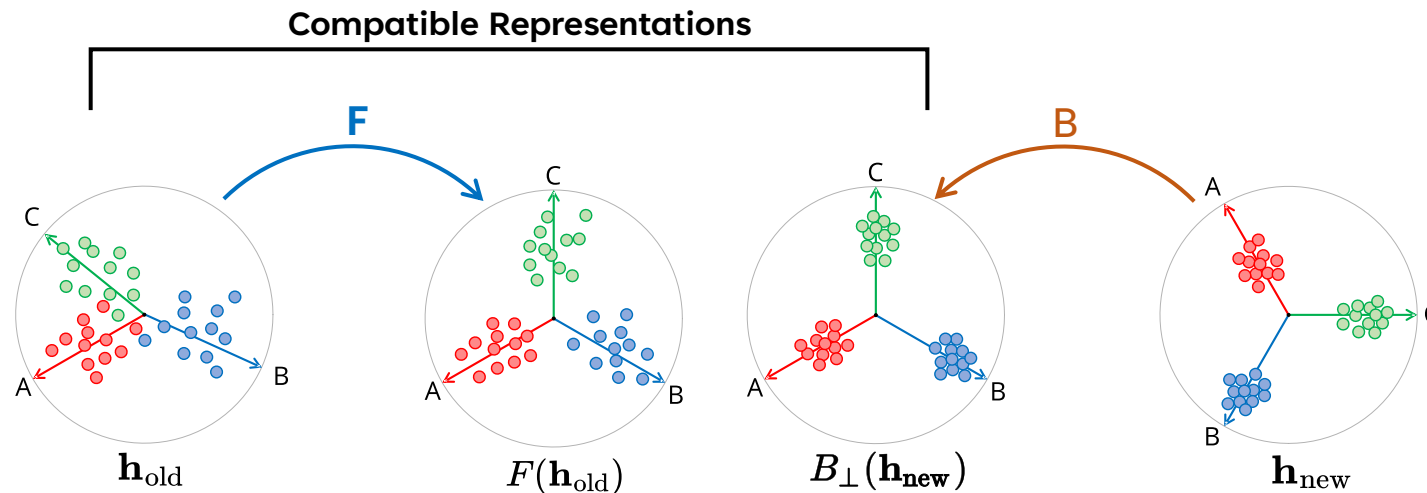 Compatible Representations
F
B
C
A
B
C
A
B
C
A
B
A
B
h_old
F(h_old)
B_⊥(h_new)
h_new